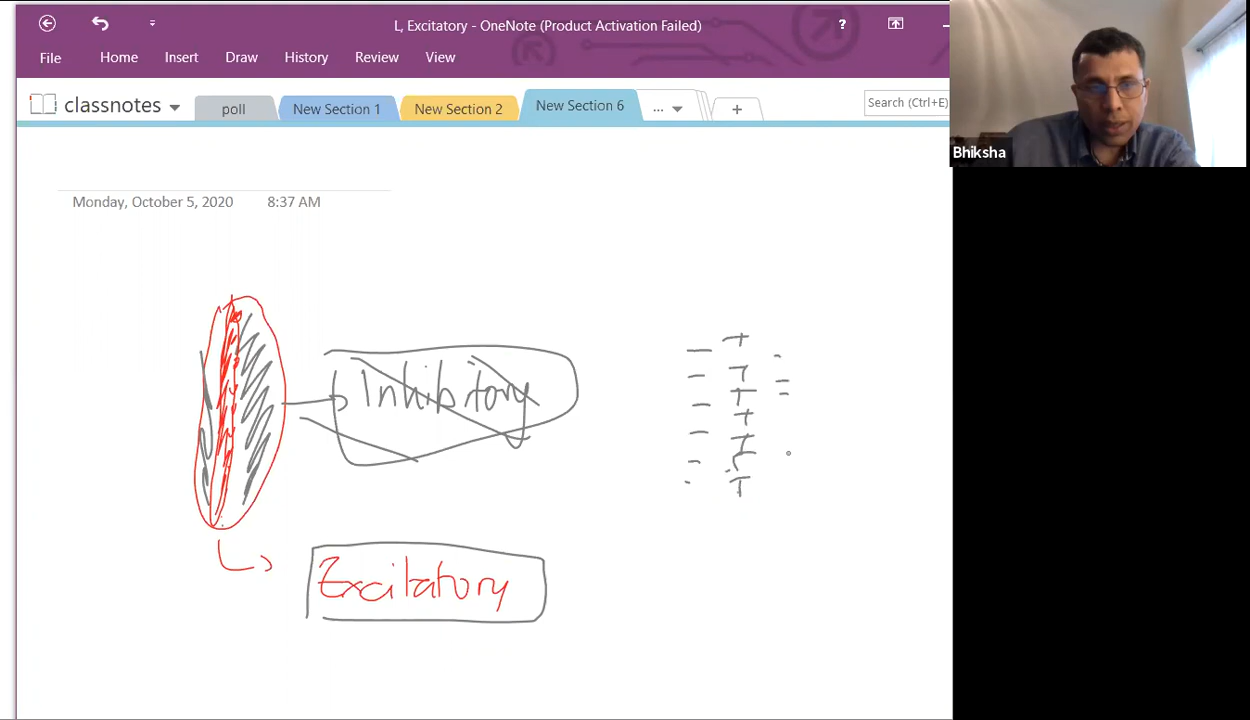 L, Excitatory - OneNote (Product Activation Failed)
?
File Home Insert Draw History Review View
classnotes
poll
New Section 1
New Section 2
New Section 6
...
+
Search (Ctrl+E)
Bhiksha
Monday, October 5, 2020 8:37 AM
Inhibitory
Excitatory